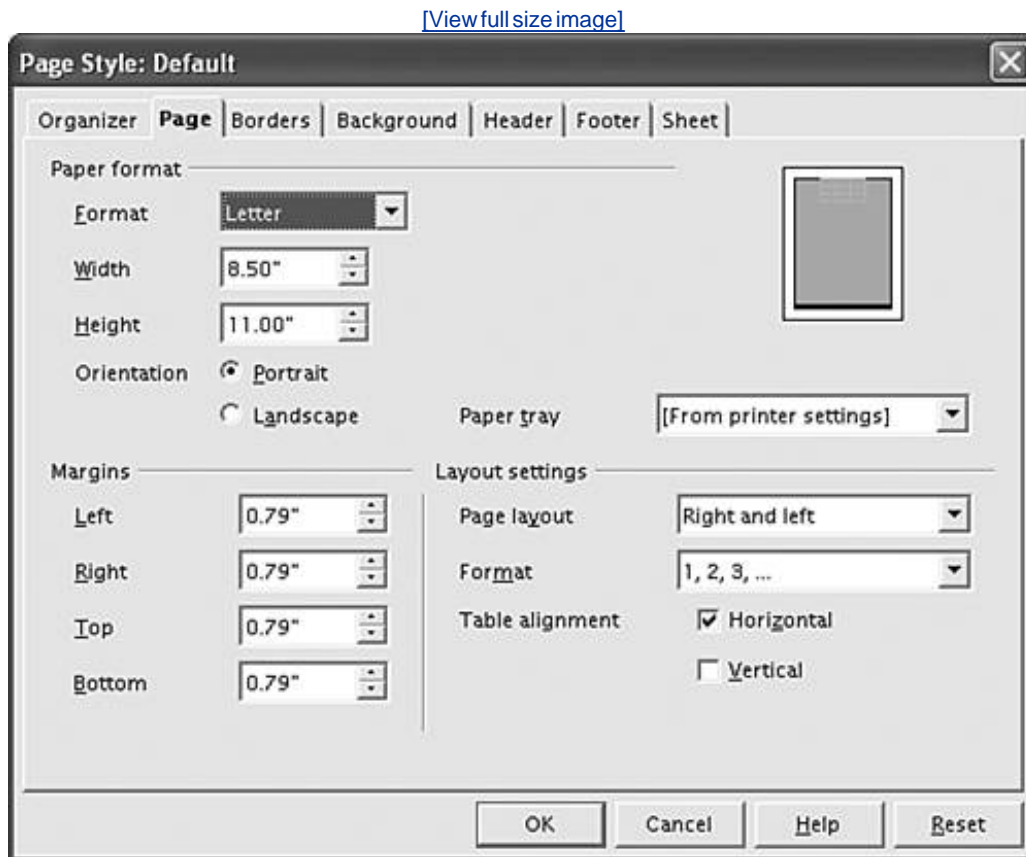 [View full size image]
Page Style: Default
Organizer Page Borders Background Header Footer Sheet
Paper format
Format Letter
Width 8.50"
Height 11.00"
Orientation Portrait
Landscape Paper tray [From printer settings]
Margins Layout settings
Left 0.79" Page layout Right and left
Right 0.79" Format 1, 2, 3, ...
Top 0.79" Table alignment Horizontal
Bottom 0.79" Vertical
OK Cancel Help Reset